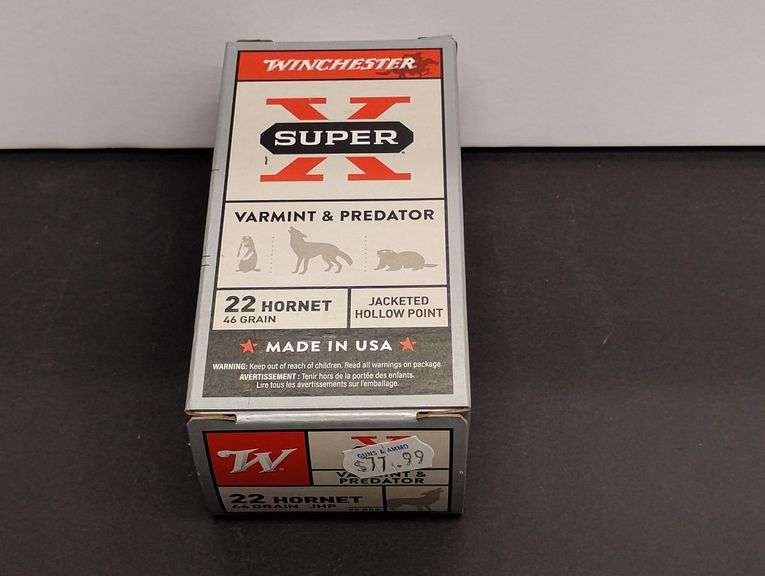 WINCHESTER
X
SUPER
VARMINT & PREDATOR
22 HORNET
46 GRAIN
JACKETED
HOLLOW POINT
★ MADE IN USA ★
WARNING: Keep out of reach of children. Read all warnings on package.
AVERTISSEMENT : Tenir hors de la portée des enfants.
Lire tous les avertissements sur l'emballage.
W
X
GUNS & AMMO
$77.99
VARMINT &
PREDATOR
22 HORNET
46 GRAIN JHP